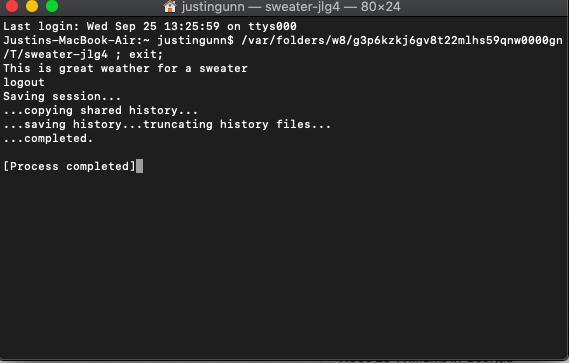 justingunn — sweater-jlg4 — 80×24
Last login: Wed Sep 25 13:25:59 on ttys000
Justins-MacBook-Air:~ justingunn$ /var/folders/w8/g3p6kzkj6gv8t22mlhs59qnw0000gn
/T/sweater-jlg4 ; exit;
This is great weather for a sweater
logout
Saving session...
...copying shared history...
...saving history...truncating history files...
...completed.
[Process completed]